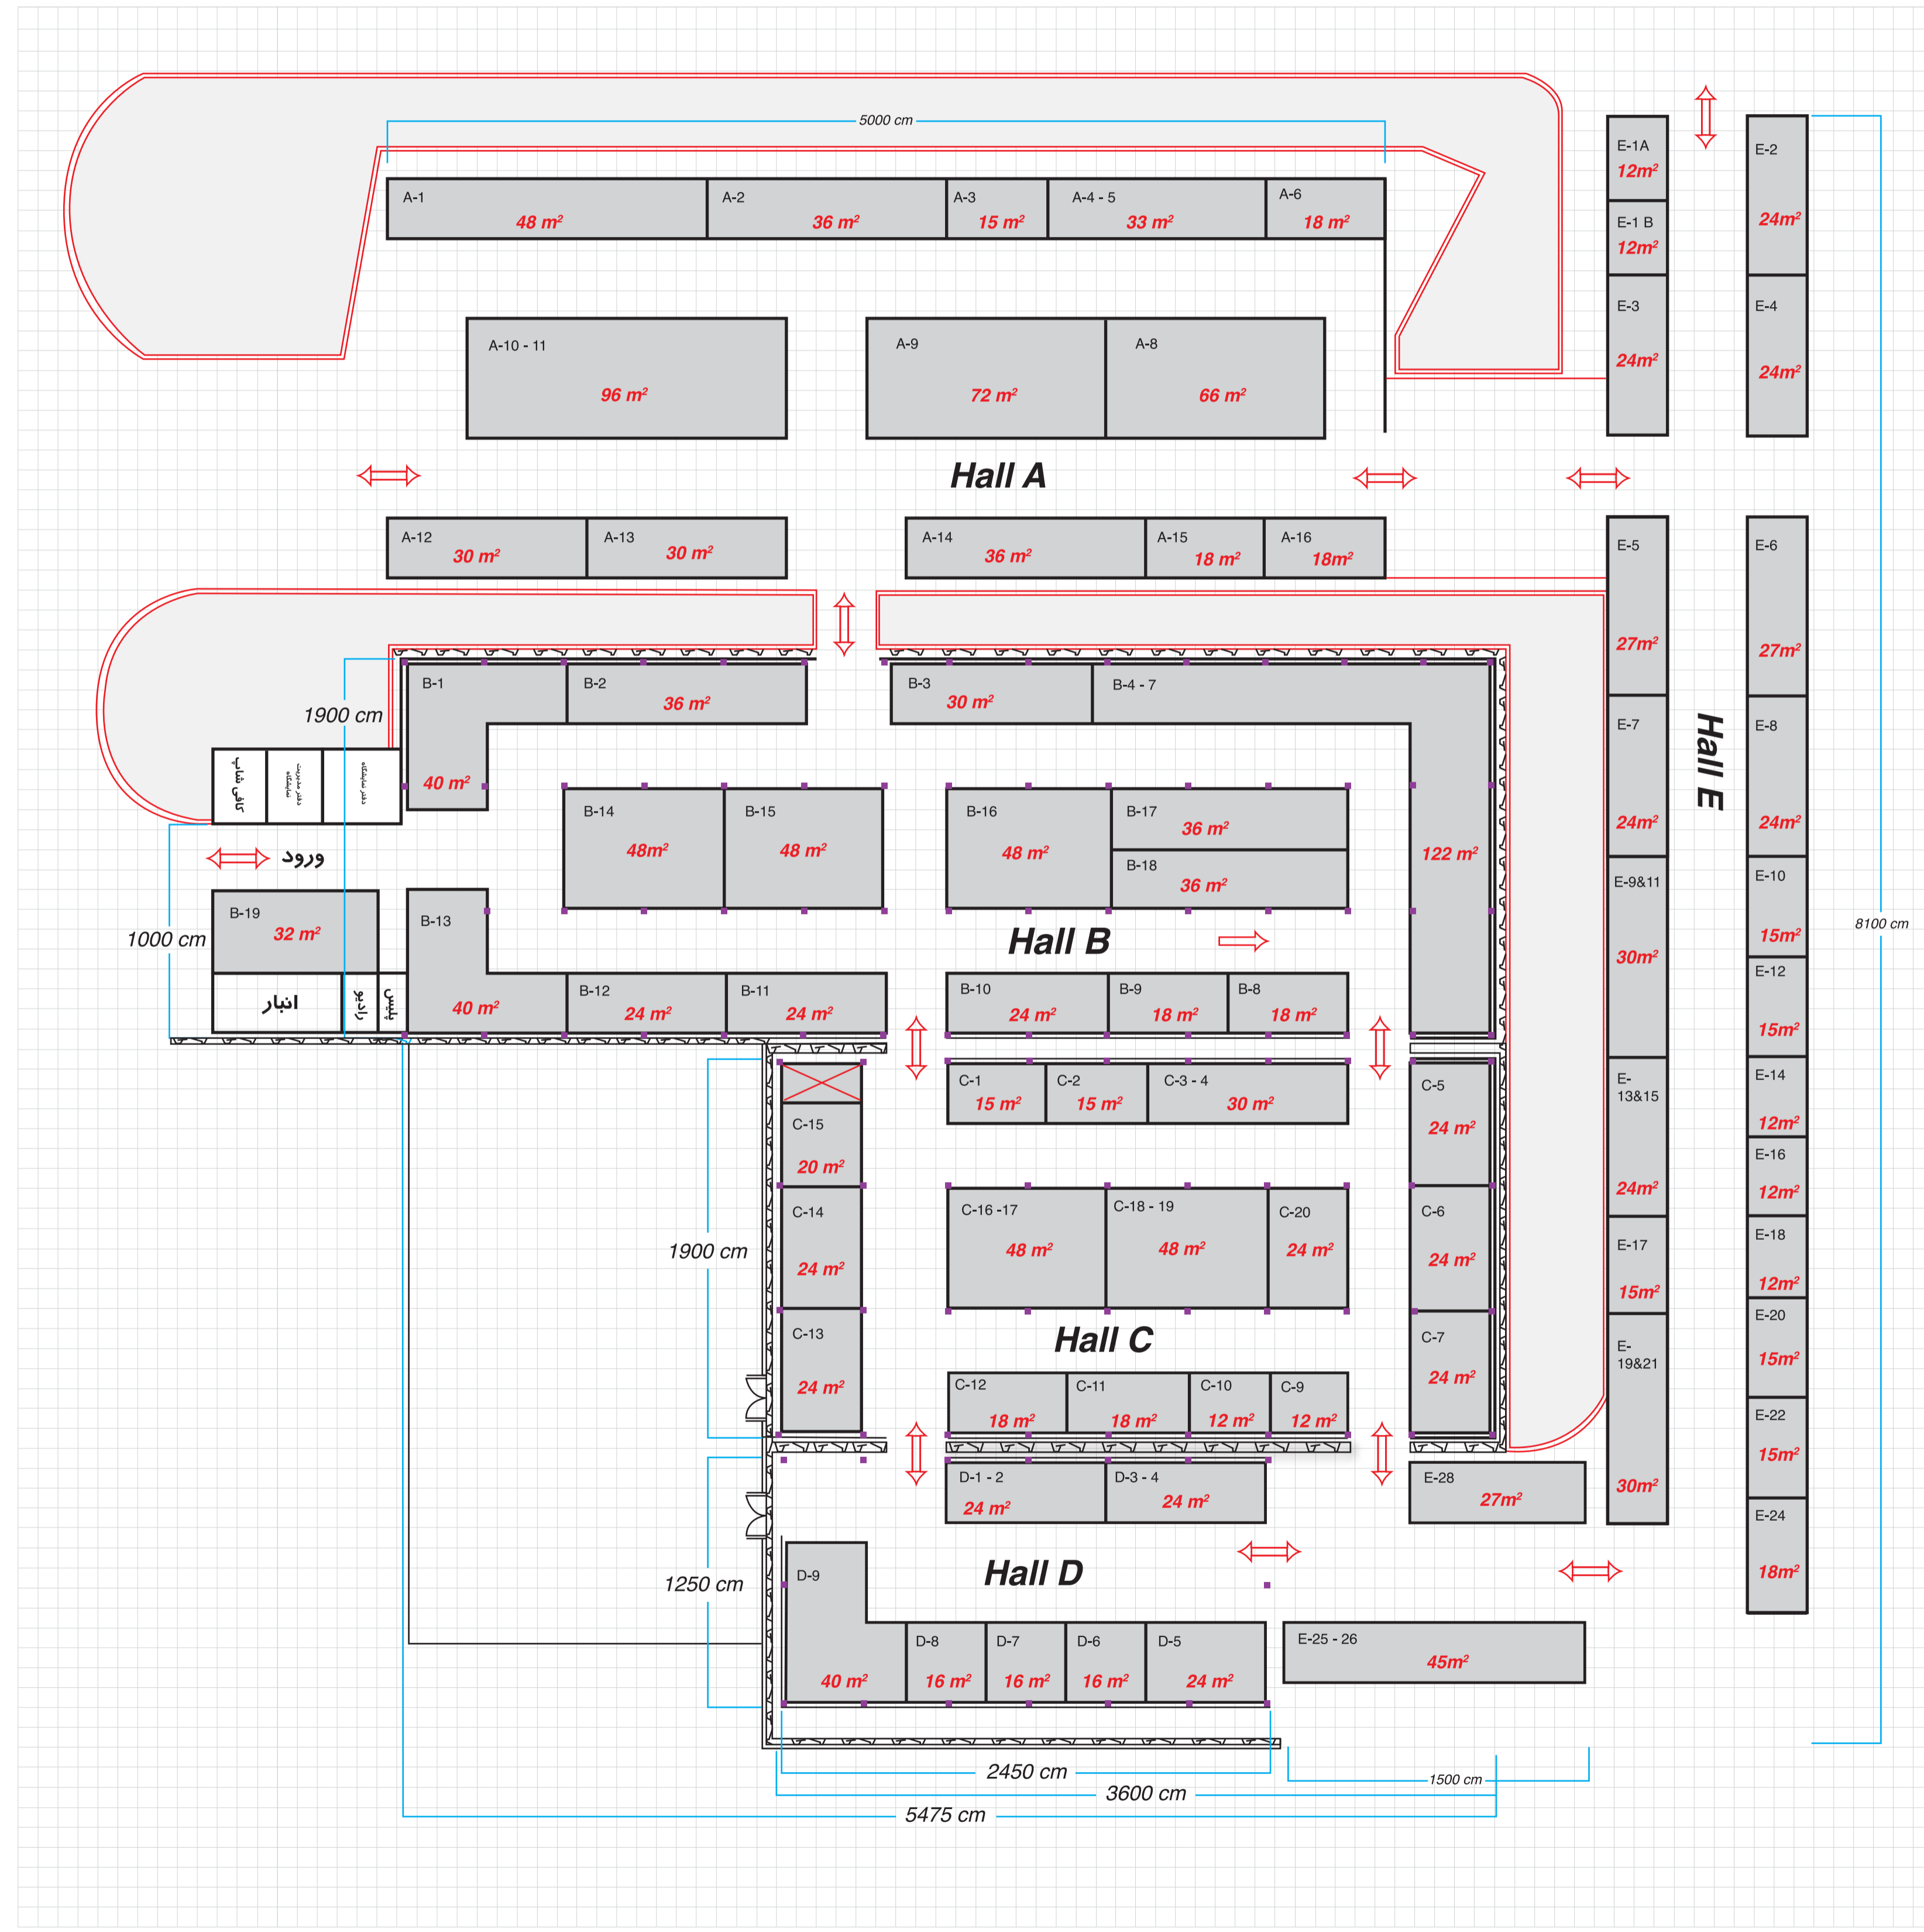 5000 cm
A-1
48 m²
A-2
36 m²
A-3
15 m²
A-4 - 5
33 m²
A-6
18 m²
E-1A
12m²
E-1 B
12m²
E-3
24m²
E-2
24m²
E-4
24m²
A-10 - 11
96 m²
A-9
72 m²
A-8
66 m²
Hall A
A-12
30 m²
A-13
30 m²
A-14
36 m²
A-15
18 m²
A-16
18m²
E-5
27m²
E-6
27m²
E-7
24m²
E-8
24m²
Hall E
8100 cm
1900 cm
B-1
40 m²
B-2
36 m²
B-3
30 m²
B-4 - 7
122 m²
کافی شاپ
دفتر مدیریت
نمایشگاه
دفتر نمایشگاه
ورود
B-14
48m²
B-15
48 m²
B-16
48 m²
B-17
36 m²
B-18
36 m²
E-9&11
30m²
E-10
15m²
E-12
15m²
1000 cm
B-19
32 m²
B-13
40 m²
انبار
رادیو
پلیس
Hall B
B-12
24 m²
B-11
24 m²
B-10
24 m²
B-9
18 m²
B-8
18 m²
C-1
15 m²
C-2
15 m²
C-3 - 4
30 m²
C-5
24 m²
E-
13&15
24m²
E-14
12m²
E-16
12m²
C-15
20 m²
C-14
24 m²
C-13
24 m²
1900 cm
C-16 -17
48 m²
C-18 - 19
48 m²
C-20
24 m²
C-6
24 m²
C-7
24 m²
E-17
15m²
E-18
12m²
E-20
15m²
E-
19&21
30m²
E-22
15m²
E-24
18m²
Hall C
C-12
18 m²
C-11
18 m²
C-10
12 m²
C-9
12 m²
D-1 - 2
24 m²
D-3 - 4
24 m²
E-28
27m²
Hall D
1250 cm
D-9
40 m²
D-8
16 m²
D-7
16 m²
D-6
16 m²
D-5
24 m²
E-25 - 26
45m²
2450 cm
1500 cm
3600 cm
5475 cm